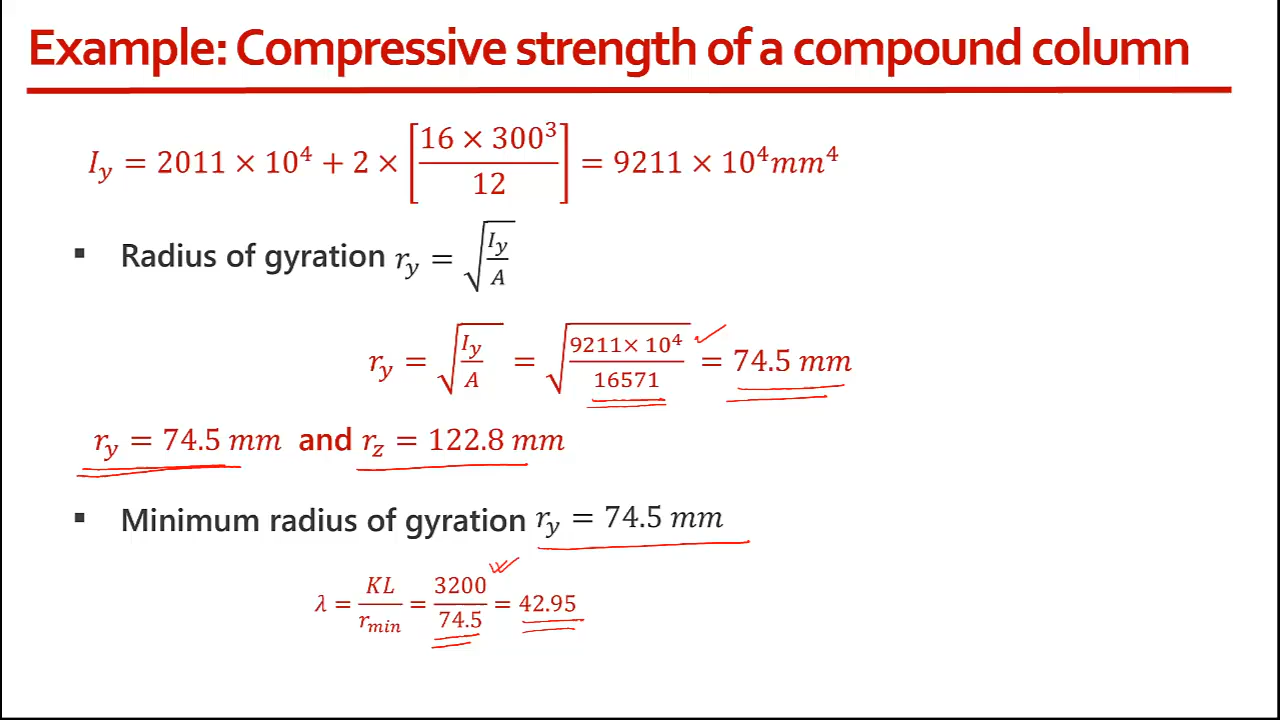 Example: Compressive strength of a compound column
I_y = 2011 × 10^4 + 2 × [16 × 300^3 / 12] = 9211 × 10^4 mm^4
▪ Radius of gyration r_y = √(I_y / A)
r_y = √(I_y / A) = √(9211× 10^4 / 16571) = 74.5 mm
r_y = 74.5 mm and r_z = 122.8 mm
▪ Minimum radius of gyration r_y = 74.5 mm
λ = KL / r_min = 3200 / 74.5 = 42.95